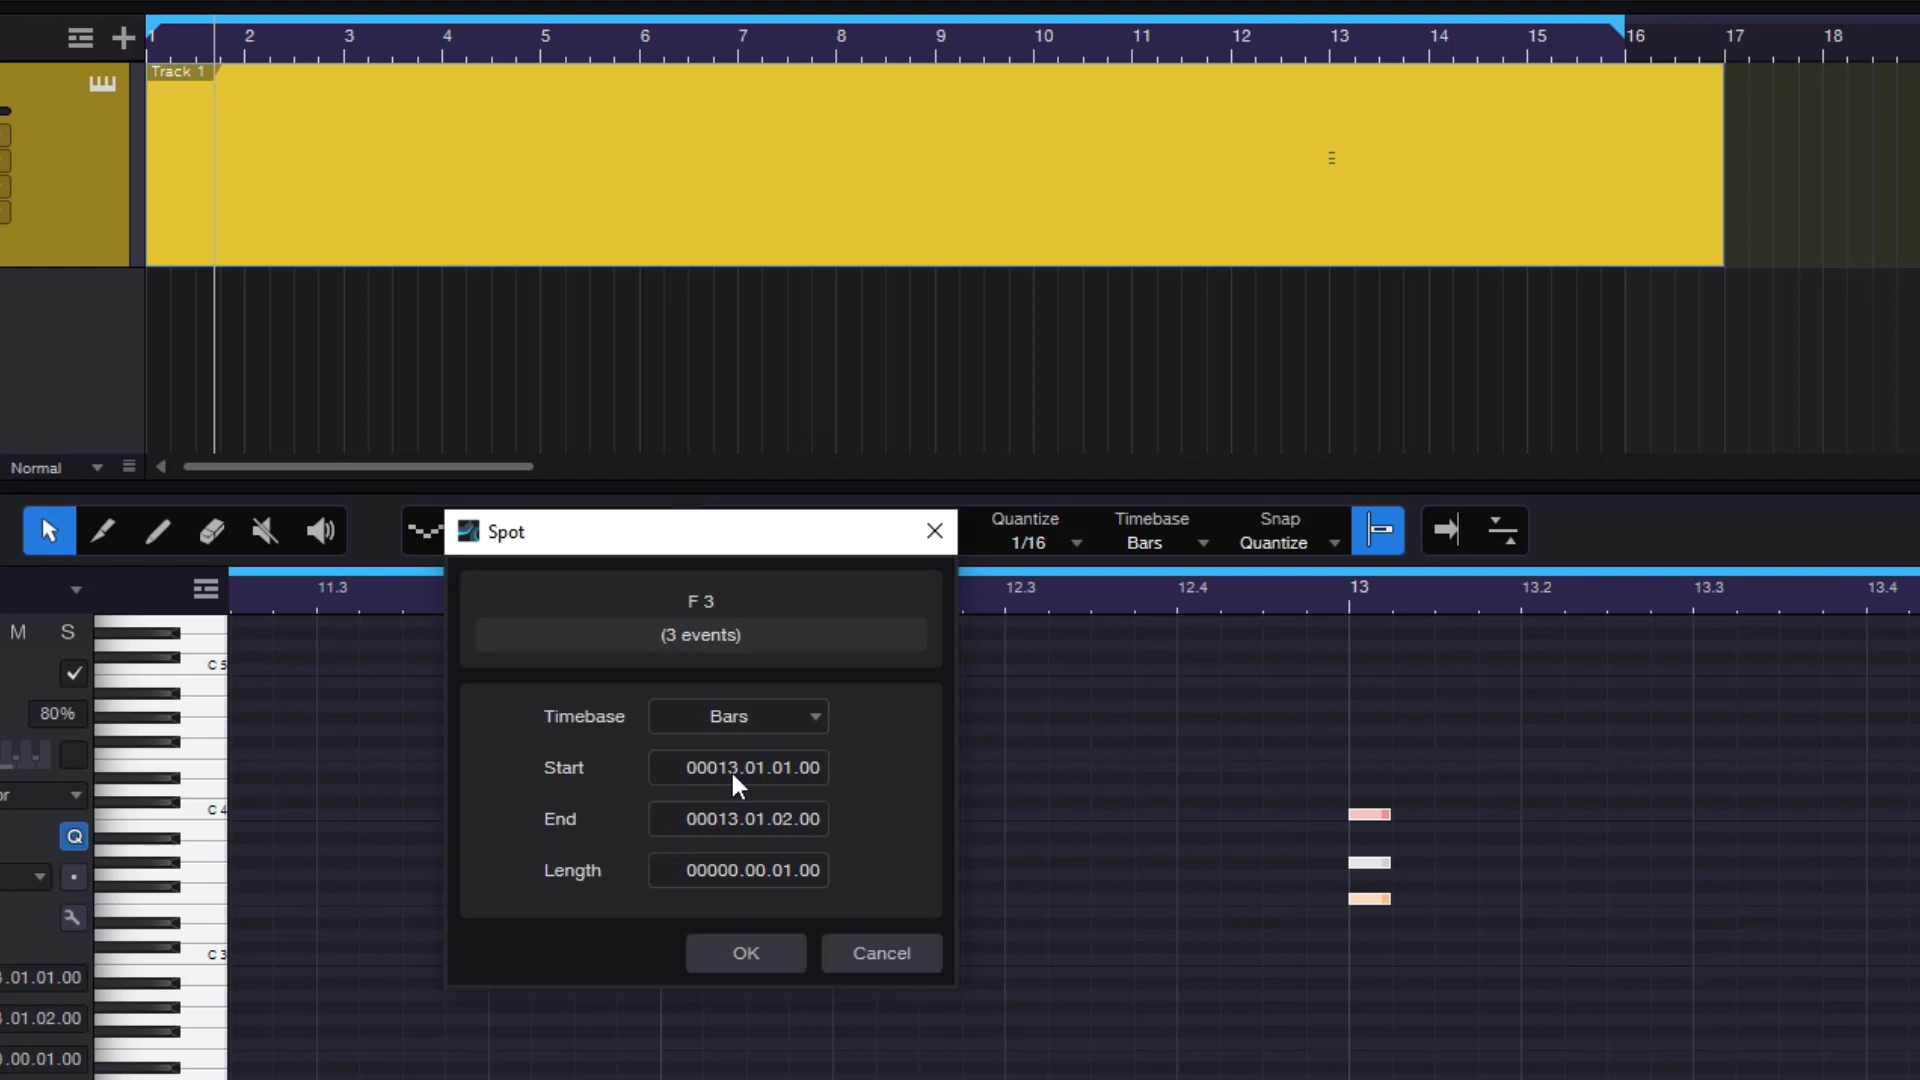 1 2 3 4 5 6 7 8 9 10 11 12 13 14 15 16 17 18
Track 1
Normal
Spot
Quantize
1/16
Timebase
Bars
Snap
Quantize
11.3 12.3 12.4 13 13.2 13.3 13.4
M S
C 5
80%
C 4
Q
C 3
.01.01.00
.01.02.00
.00.01.00
F 3
(3 events)
Timebase Bars
Start 00013.01.01.00
End 00013.01.02.00
Length 00000.00.01.00
OK Cancel